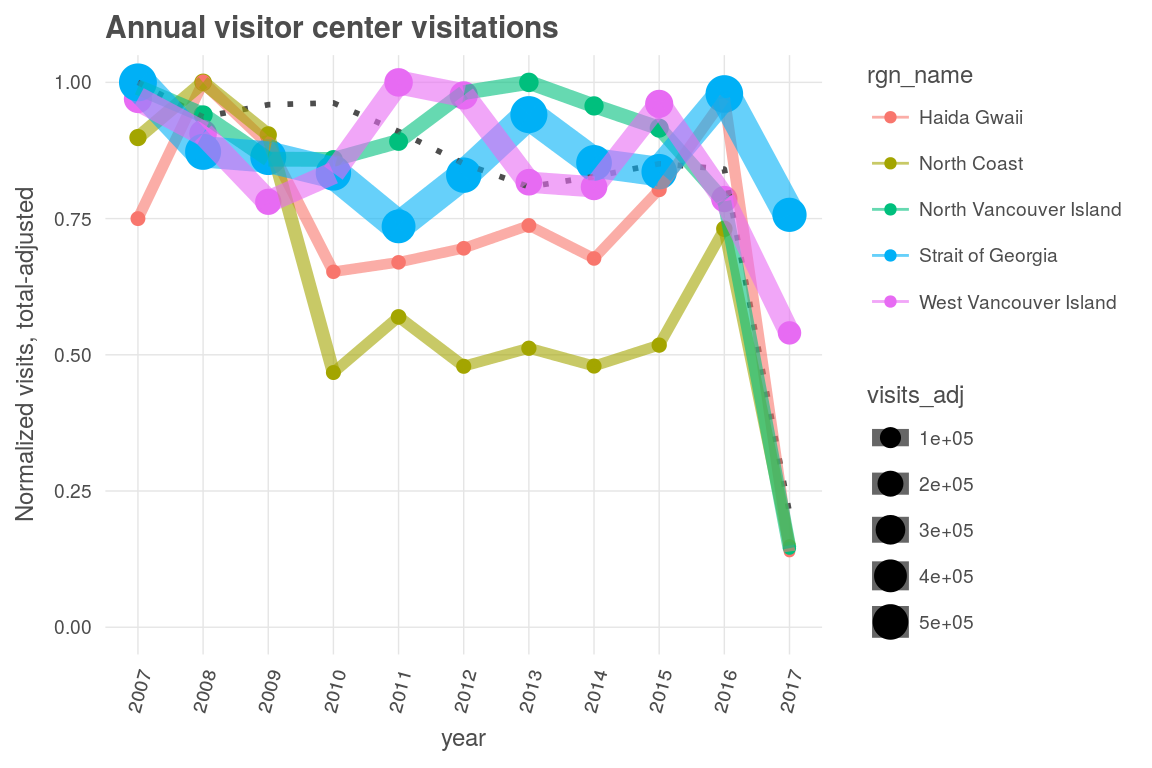 Annual visitor center visitations
Normalized visits, total-adjusted
1.00
0.75
0.50
0.25
0.00
2007
2008
2009
2010
2011
2012
2013
2014
2015
2016
2017
year
rgn_name
Haida Gwaii
North Coast
North Vancouver Island
Strait of Georgia
West Vancouver Island
visits_adj
1e+05
2e+05
3e+05
4e+05
5e+05